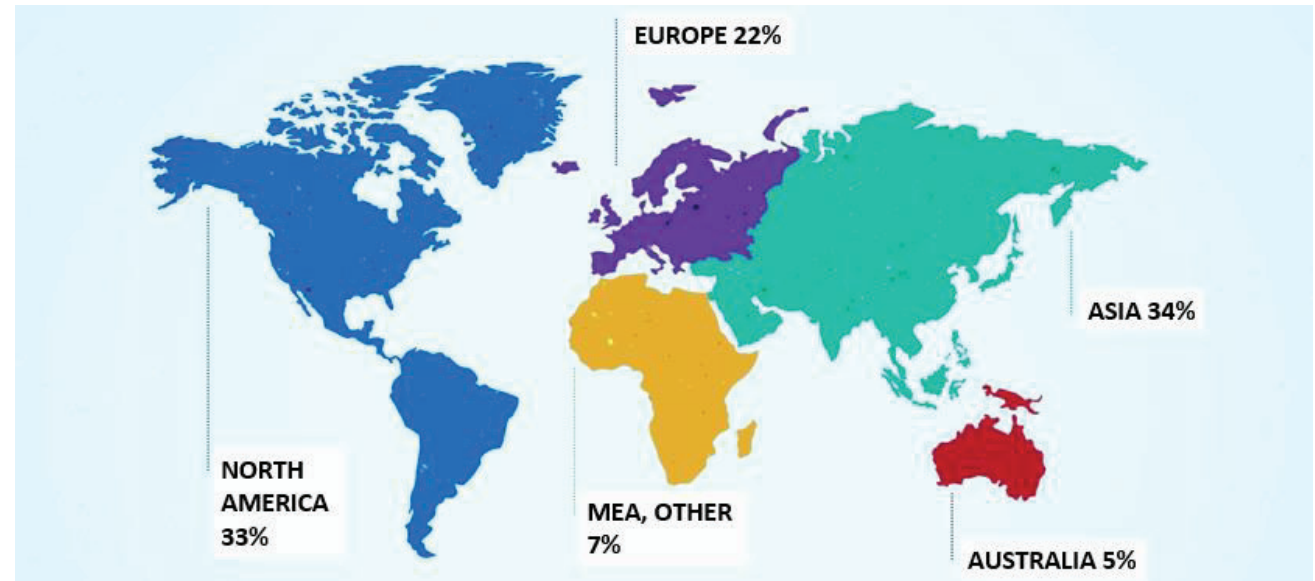 EUROPE 22%
ASIA 34%
NORTH
AMERICA
33%
MEA, OTHER
7%
AUSTRALIA 5%